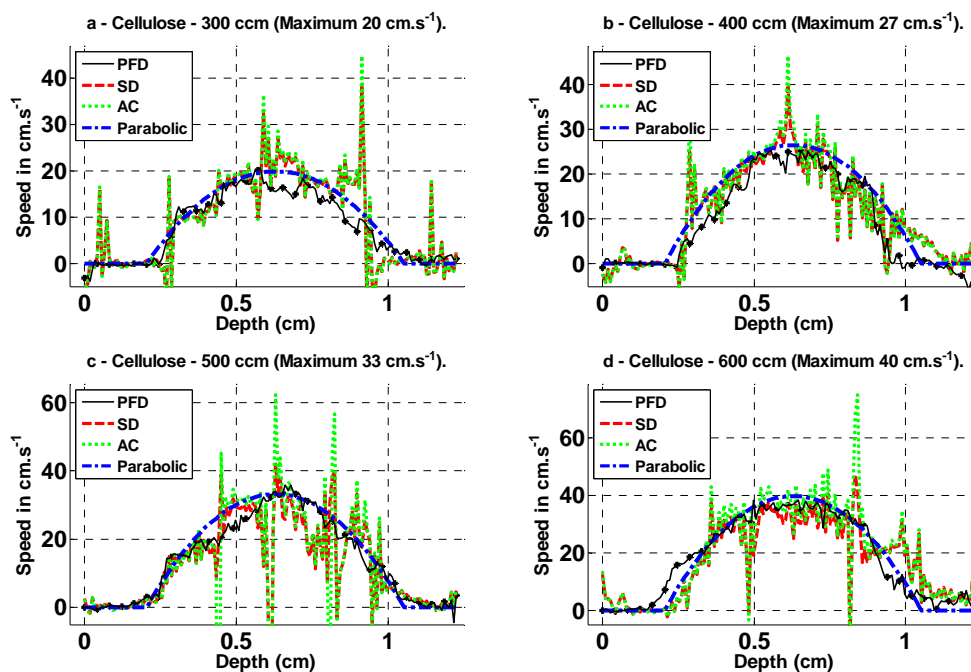 a - Cellulose - 300 ccm (Maximum 20 cm.s-1).
PFD
SD
AC
Parabolic
40
30
20
10
0
Speed in cm.s-1
0
0.5
1
Depth (cm)
b - Cellulose - 400 ccm (Maximum 27 cm.s-1).
PFD
SD
AC
Parabolic
40
30
20
10
0
Speed in cm.s-1
0
0.5
1
Depth (cm)
c - Cellulose - 500 ccm (Maximum 33 cm.s-1).
PFD
SD
AC
Parabolic
60
40
20
0
Speed in cm.s-1
0
0.5
1
Depth (cm)
d - Cellulose - 600 ccm (Maximum 40 cm.s-1).
PFD
SD
AC
Parabolic
60
40
20
0
Speed in cm.s-1
0
0.5
1
Depth (cm)